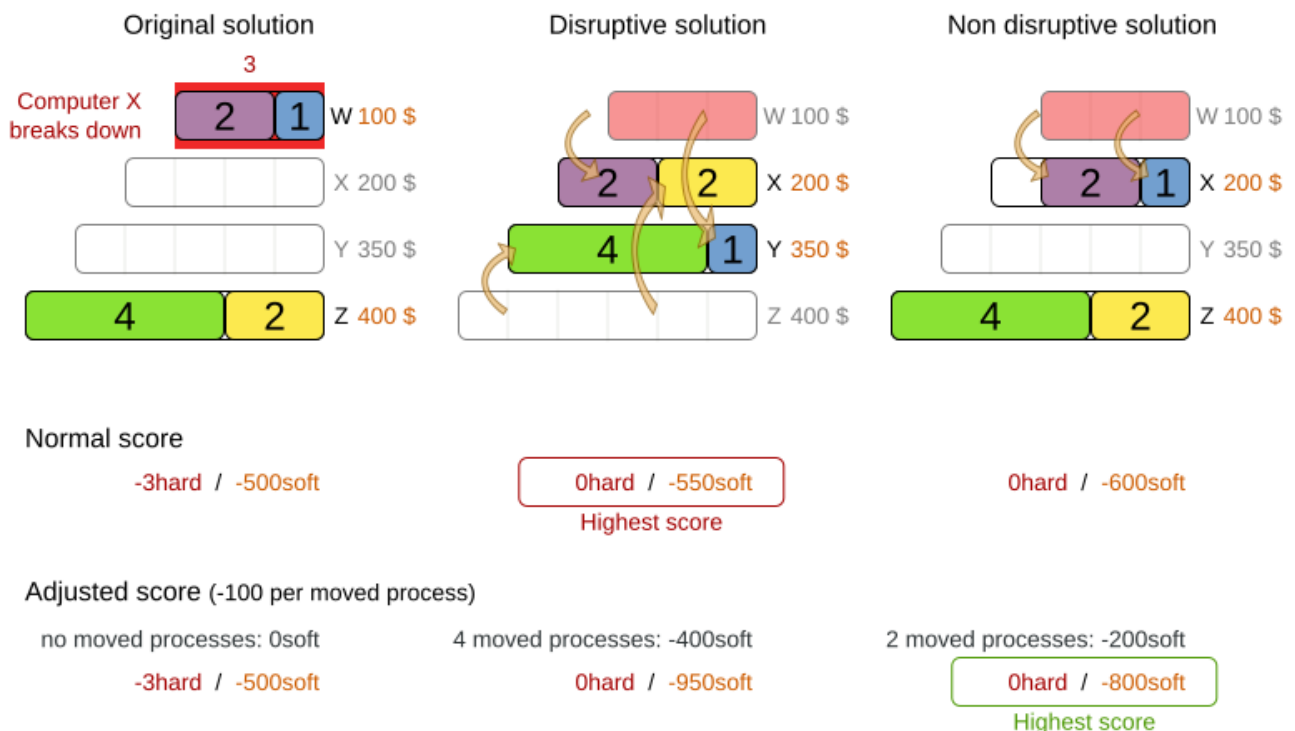 Original solution
Disruptive solution
Non disruptive solution
3
Computer X
breaks down
2 1 W 100 $
W 100 $
W 100 $
X 200 $
2 2 X 200 $
2 1 X 200 $
Y 350 $
4 1 Y 350 $
Y 350 $
4 2 Z 400 $
Z 400 $
4 2 Z 400 $
Normal score
-3hard / -500soft
0hard / -550soft
0hard / -600soft
Highest score
Adjusted score (-100 per moved process)
no moved processes: 0soft
4 moved processes: -400soft
2 moved processes: -200soft
-3hard / -500soft
0hard / -950soft
0hard / -800soft
Highest score